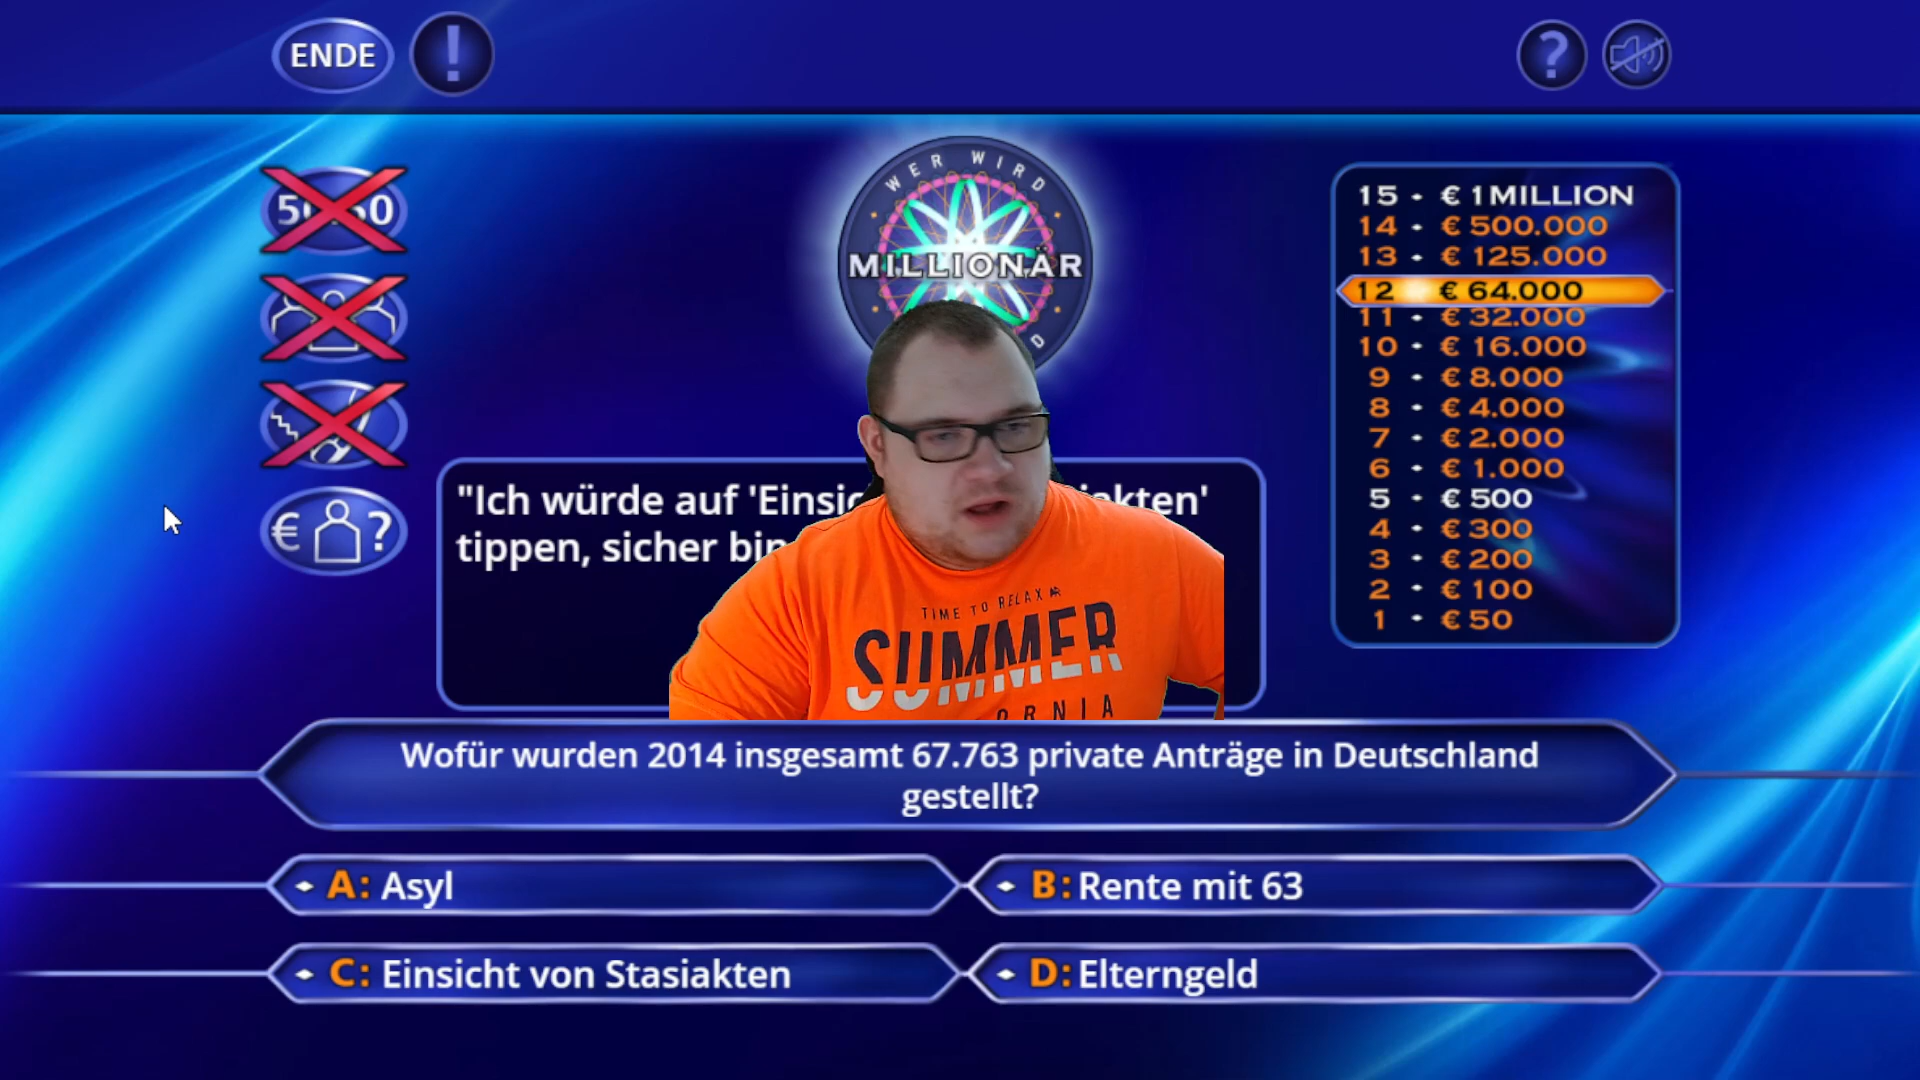 ENDE
!
?
WER WIRD
MILLIONÄR
15 · € 1 MILLION
14 · € 500.000
13 · € 125.000
12 · € 64.000
11 · € 32.000
10 · € 16.000
9 · € 8.000
8 · € 4.000
7 · € 2.000
6 · € 1.000
5 · € 500
4 · € 300
3 · € 200
2 · € 100
1 · € 50
€ ?
"Ich würde auf
tippen, sicher
TIME TO RELAX
SUMMER
Wofür wurden 2014 insgesamt 67.763 private Anträge in Deutschland
gestellt?
A: Asyl
B: Rente mit 63
C: Einsicht von Stasiakten
D: Elterngeld